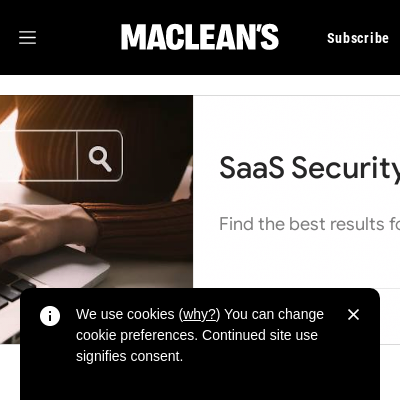 MACLEAN'S
Subscribe
SaaS Security
Find the best results
We use cookies (why?) You can change
cookie preferences. Continued site use
signifies consent.